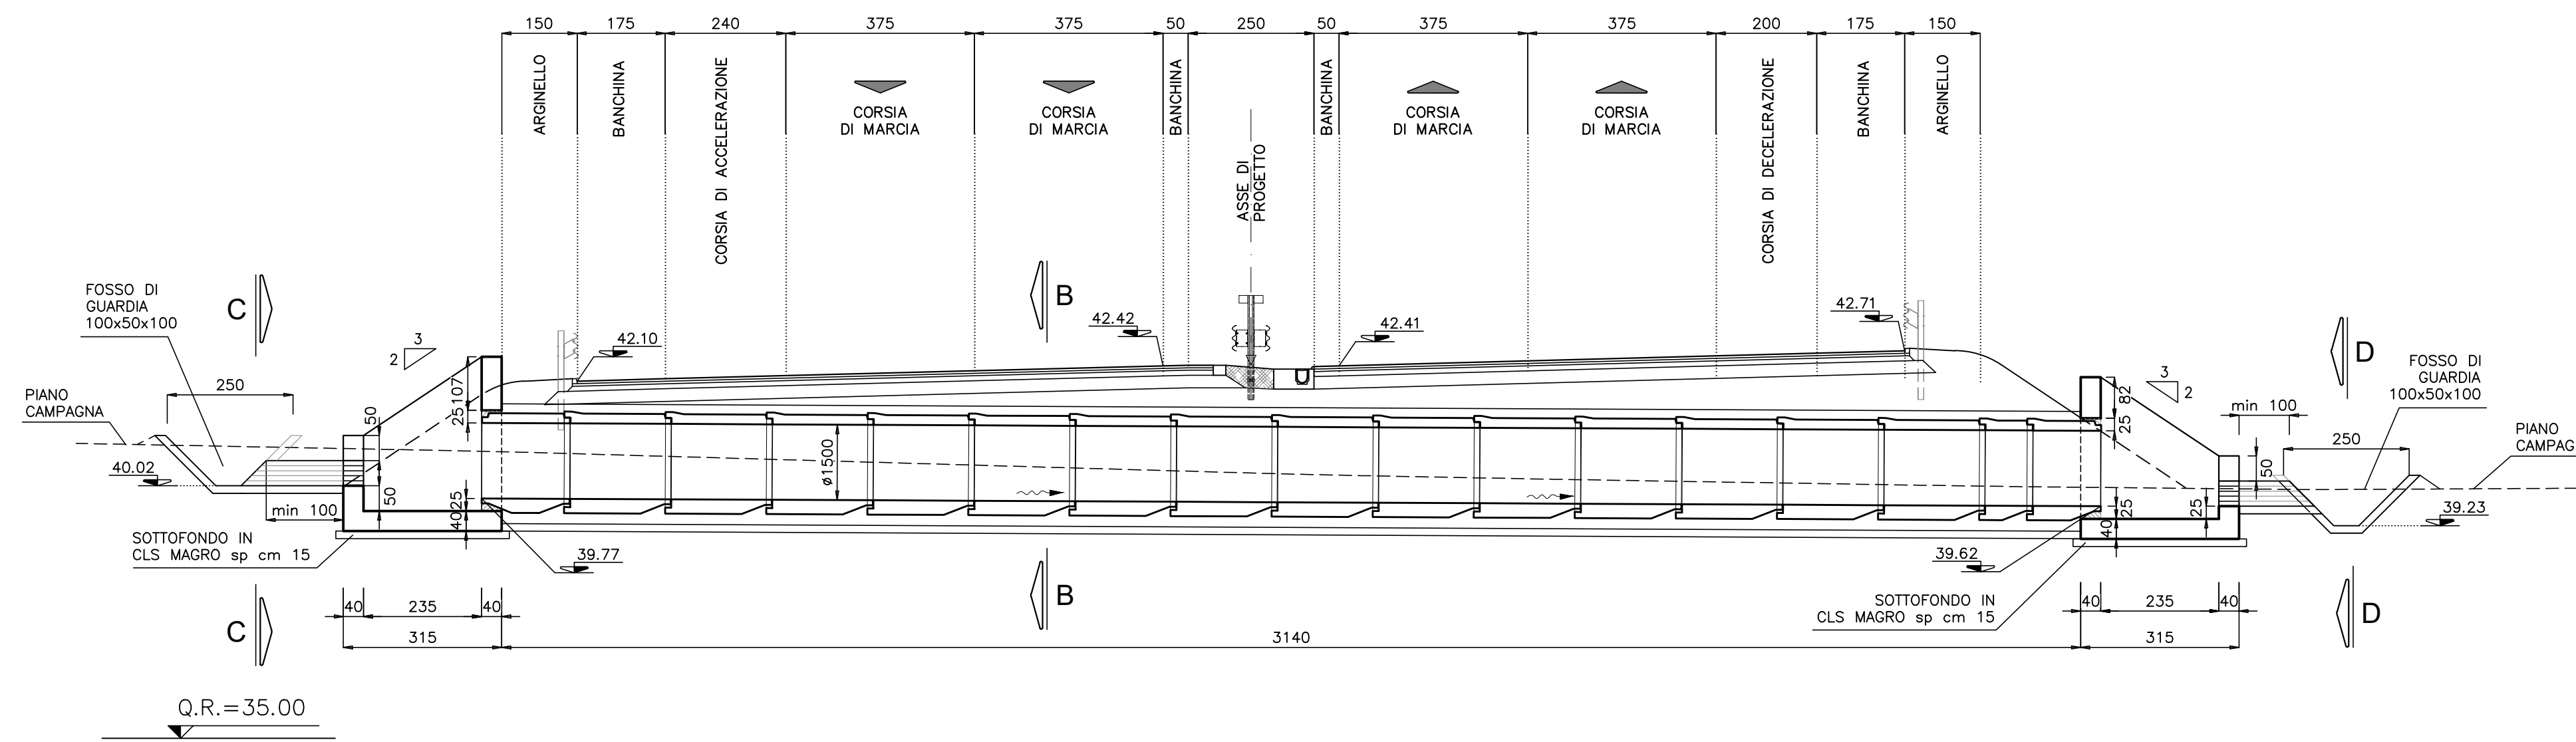 150 175 240 375 375 50 250 50 375 375 200 175 150
ARGINELLO
BANCHINA
CORSIA DI ACCELERAZIONE
CORSIA
DI MARCIA
CORSIA
DI MARCIA
BANCHINA
ASSE DI
PROGETTO
BANCHINA
CORSIA
DI MARCIA
CORSIA
DI MARCIA
CORSIA DI DECELERAZIONE
BANCHINA
ARGINELLO
C
B
D
FOSSO DI
GUARDIA
100x50x100
42.10
42.42
42.41
42.71
3
2
3
2
FOSSO DI
GUARDIA
100x50x100
250
PIANO
CAMPAGNA
50
107
25
82
25
min 100
250
PIANO
CAMPAG
40.02
50
25
40
min 100
ø1500
50
25
40
25
39.23
SOTTOFONDO IN
CLS MAGRO sp cm 15
39.77
39.62
SOTTOFONDO IN
CLS MAGRO sp cm 15
40 235 40
40 235 40
C
B
D
315 3140 315
Q.R.=35.00